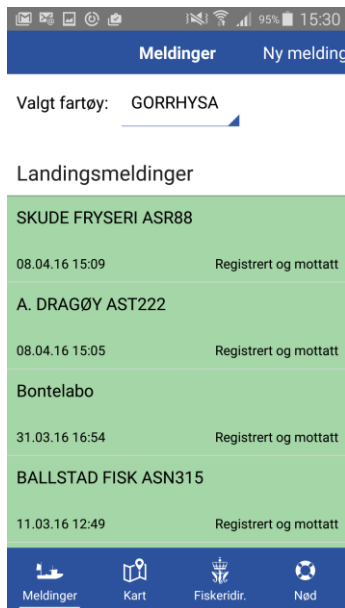 95% 15:30
Meldinger Ny melding
Valgt fartøy: GORRHYSA
Landingsmeldinger
SKUDE FRYSERI ASR88
08.04.16 15:09 Registrert og mottatt
A. DRAGØY AST222
08.04.16 15:05 Registrert og mottatt
Bontelabo
31.03.16 16:54 Registrert og mottatt
BALLSTAD FISK ASN315
11.03.16 12:49 Registrert og mottatt
Meldinger Kart Fiskeridir. Nød